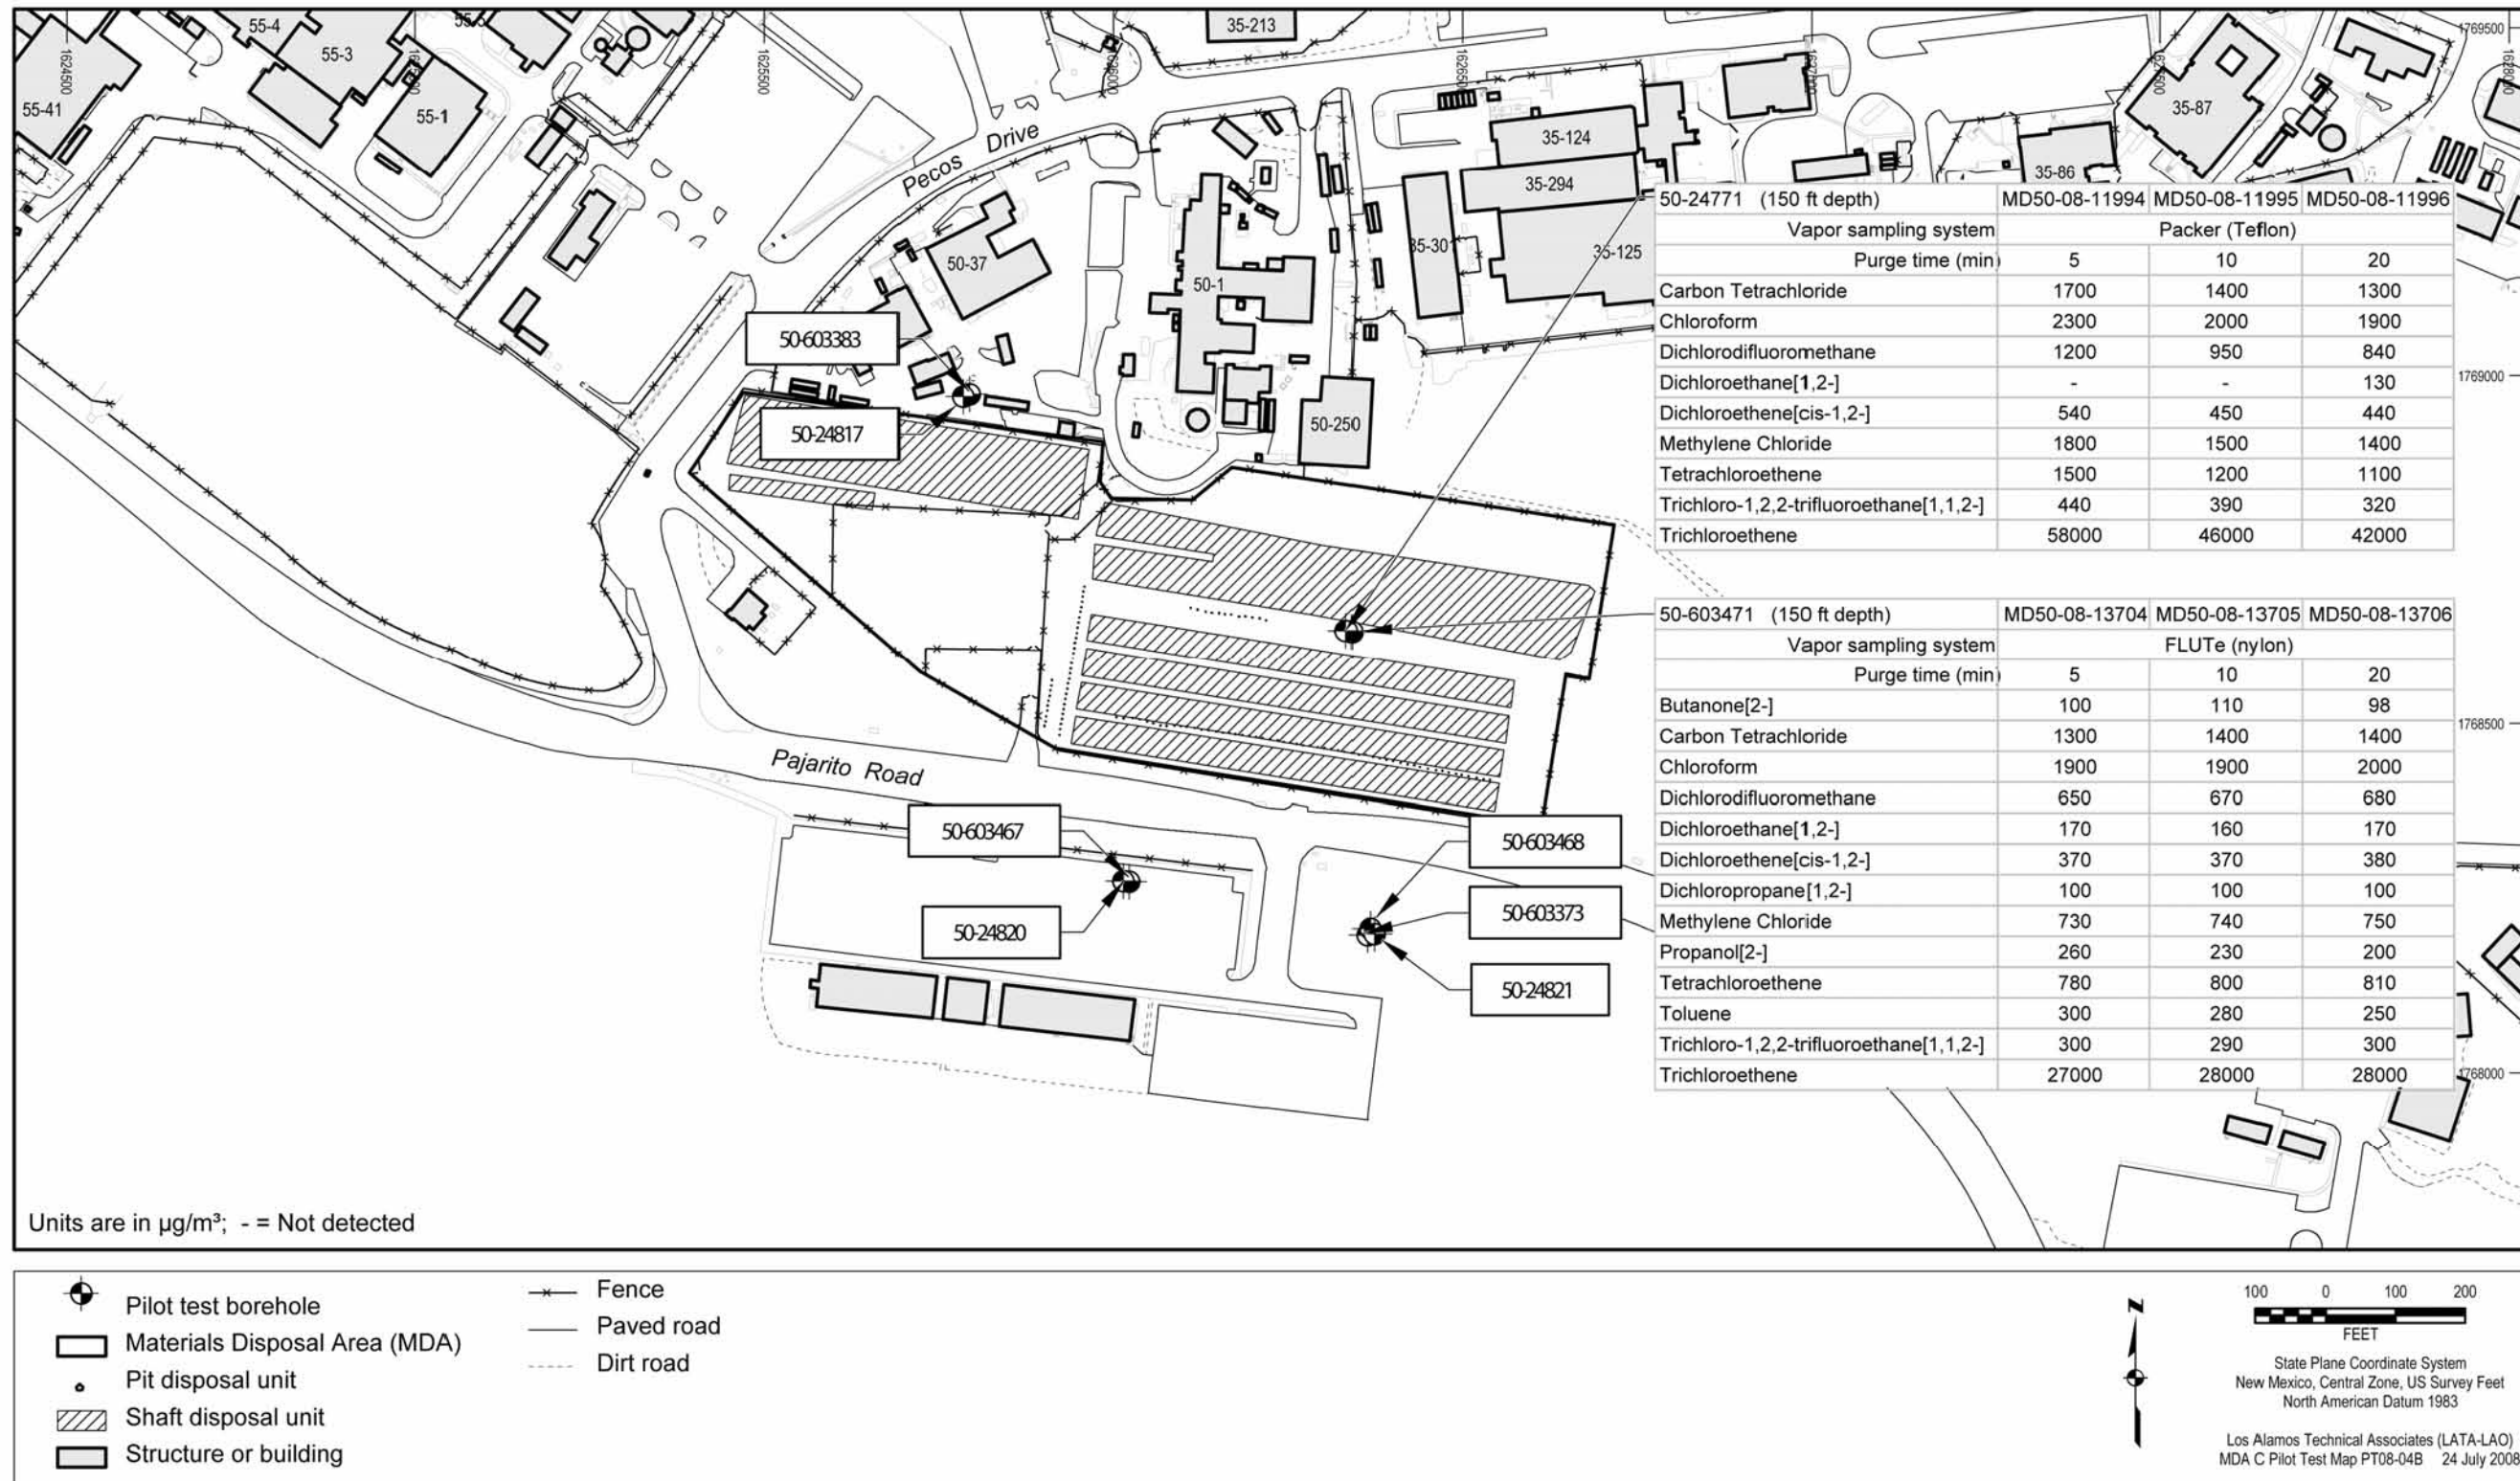 55-4
55-3
55-41
55-1
35-213
1624500
1625500
1769500
35-87
35-124
35-294
35-86
Pecos Drive
50-37
50-1
35-30
35-125
50-603383
50-24817
50-250
1769000
50-24771 (150 ft depth) MD50-08-11994 MD50-08-11995 MD50-08-11996
Vapor sampling system Packer (Teflon)
Purge time (min) 5 10 20
Carbon Tetrachloride 1700 1400 1300
Chloroform 2300 2000 1900
Dichlorodifluoromethane 1200 950 840
Dichloroethane[1,2-] - - 130
Dichloroethene[cis-1,2-] 540 450 440
Methylene Chloride 1800 1500 1400
Tetrachloroethene 1500 1200 1100
Trichloro-1,2,2-trifluoroethane[1,1,2-] 440 390 320
Trichloroethene 58000 46000 42000
50-603471 (150 ft depth) MD50-08-13704 MD50-08-13705 MD50-08-13706
Vapor sampling system FLUTe (nylon)
Purge time (min) 5 10 20
Butanone[2-] 100 110 98
Carbon Tetrachloride 1300 1400 1400
Chloroform 1900 1900 2000
Dichlorodifluoromethane 650 670 680
Dichloroethane[1,2-] 170 160 170
Dichloroethene[cis-1,2-] 370 370 380
Dichloropropane[1,2-] 100 100 100
Methylene Chloride 730 740 750
Propanol[2-] 260 230 200
Tetrachloroethene 780 800 810
Toluene 300 280 250
Trichloro-1,2,2-trifluoroethane[1,1,2-] 300 290 300
Trichloroethene 27000 28000 28000
1768500
1768000
Pajarito Road
50-603467
50-603468
50-603373
50-24820
50-24821
Units are in µg/m³; - = Not detected
Pilot test borehole
Materials Disposal Area (MDA)
Pit disposal unit
Shaft disposal unit
Structure or building
Fence
Paved road
Dirt road
N
100 0 100 200
FEET
State Plane Coordinate System
New Mexico, Central Zone, US Survey Feet
North American Datum 1983
Los Alamos Technical Associates (LATA-LAO)
MDA C Pilot Test Map PT08-04B 24 July 2008